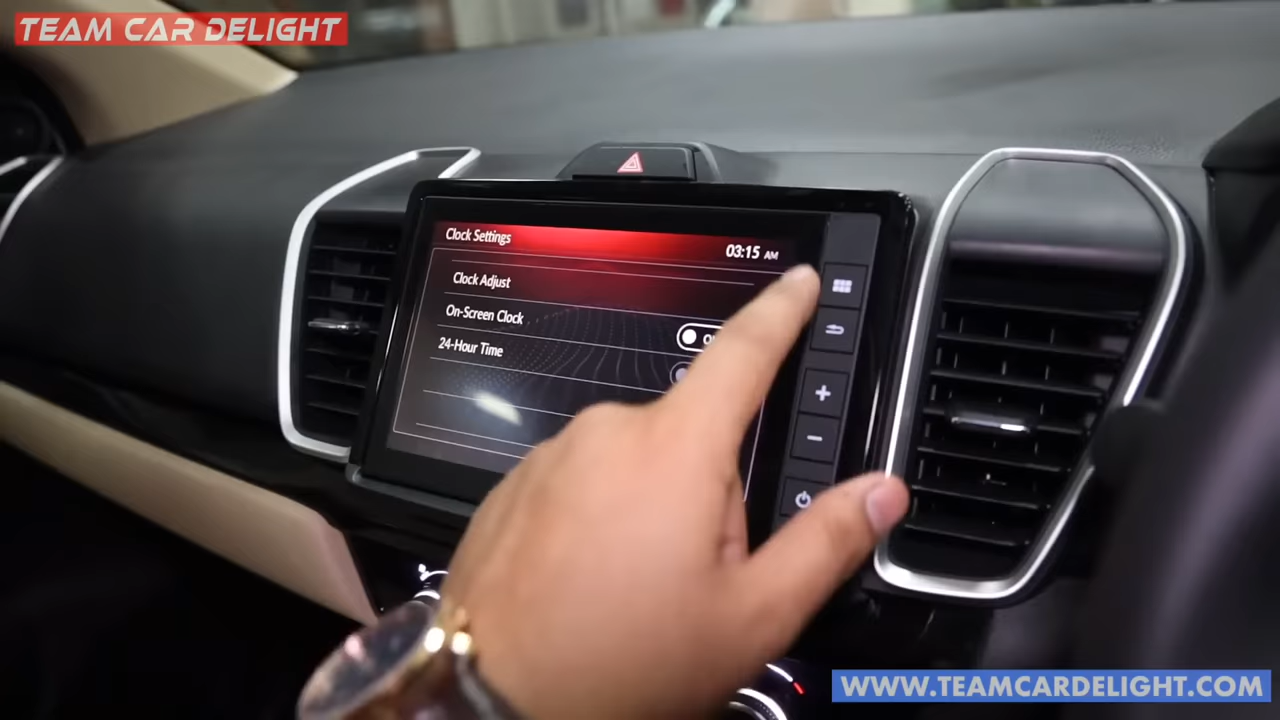 TEAM CAR DELIGHT
Clock Settings
03:15 AM
Clock Adjust
On-Screen Clock
24-Hour Time
WWW.TEAMCARDELIGHT.COM